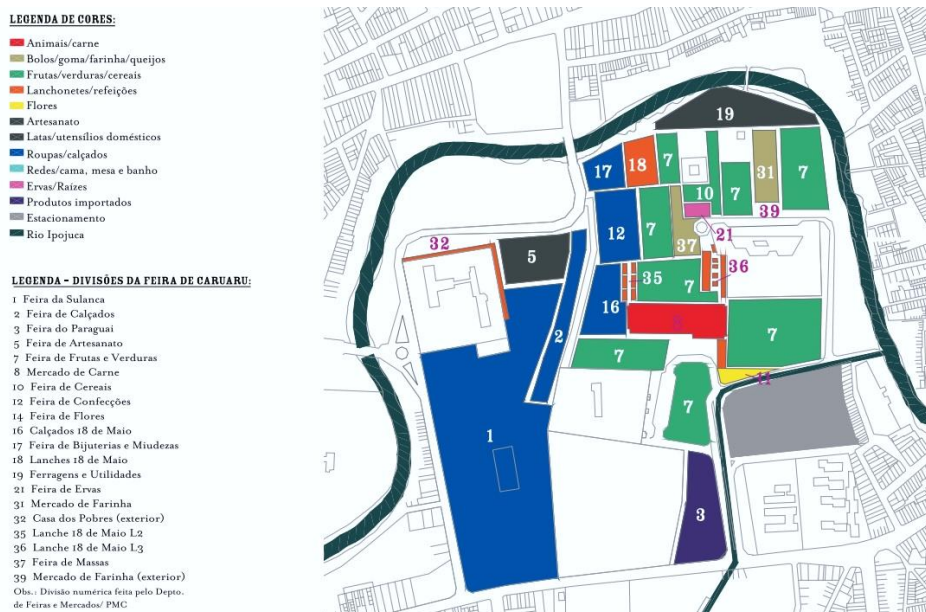 LEGENDA DE CORES:
Animais/carne
Bolos/goma/farinha/queijos
Frutas/verduras/cereais
Lanchonetes/refeições
Flores
Artesanato
Latas/utensílios domésticos
Roupas/calçados
Redes/cama, mesa e banho
Ervas/Raízes
Produtos importados
Estacionamento
Rio Ipojuca
LEGENDA – DIVISÕES DA FEIRA DE CARUARU:
1 Feira da Sulanca
2 Feira de Calçados
3 Feira do Paraguai
5 Feira de Artesanato
7 Feira de Frutas e Verduras
8 Mercado de Carne
10 Feira de Cereais
12 Feira de Confecções
14 Feira de Flores
16 Calçados 18 de Maio
17 Feira de Bijuterias e Miudezas
18 Lanches 18 de Maio
19 Ferragens e Utilidades
21 Feira de Ervas
31 Mercado de Farinha
32 Casa dos Pobres (exterior)
35 Lanche 18 de Maio L2
36 Lanche 18 de Maio L3
37 Feira de Massas
39 Mercado de Farinha (exterior)
Obs.: Divisão numérica feita pelo Depto.
de Feiras e Mercados/ PMC
19
17
18
7
7
31
7
10
39
12
7
37
21
32
5
35
7
36
16
8
2
7
7
11
7
1
3